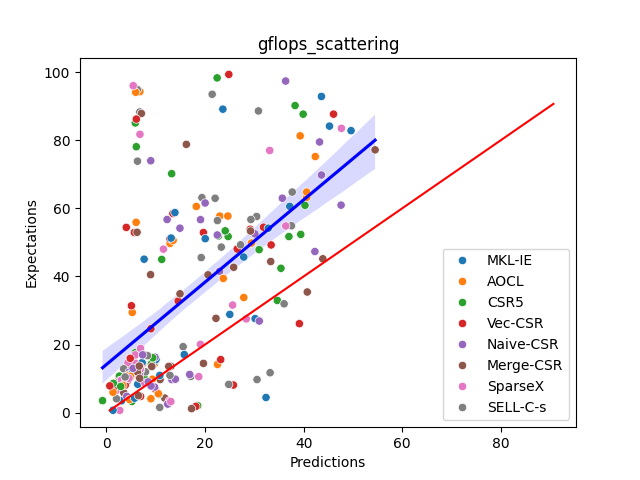 gflops_scattering
100
80
60
40
20
0
Expectations
0 20 40 60 80
Predictions
MKL-IE
AOCL
CSR5
Vec-CSR
Naive-CSR
Merge-CSR
SparseX
SELL-C-s